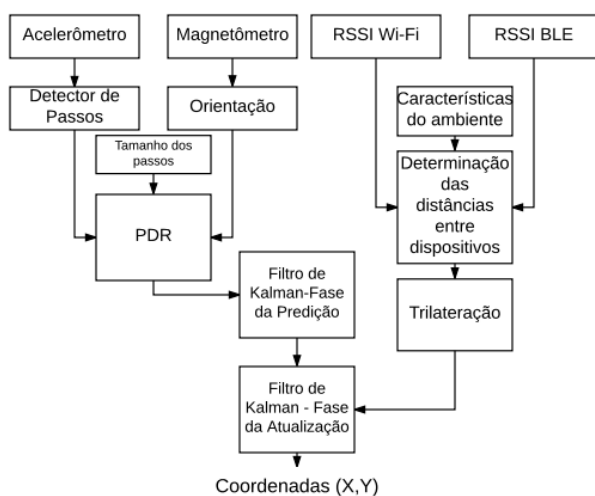 Acelerômetro
Magnetômetro
RSSI Wi-Fi
RSSI BLE
Detector de
Passos
Orientação
Características
do ambiente
Tamanho dos
passos
Determinação
das
distâncias
entre
dispositivos
PDR
Filtro de
Kalman-Fase
da Predição
Trilateração
Filtro de
Kalman - Fase
da Atualização
Coordenadas (X,Y)